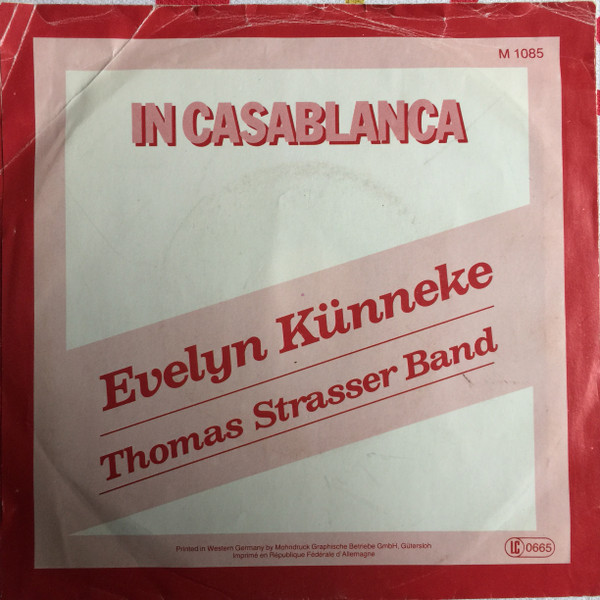 M 1085
IN CASABLANCA
Evelyn Künneke
Thomas Strasser Band
Printed in Western Germany by Mohndruck Graphische Betriebe GmbH, Gütersloh
Imprimé en République Fédérale d'Allemagne
LC 0665